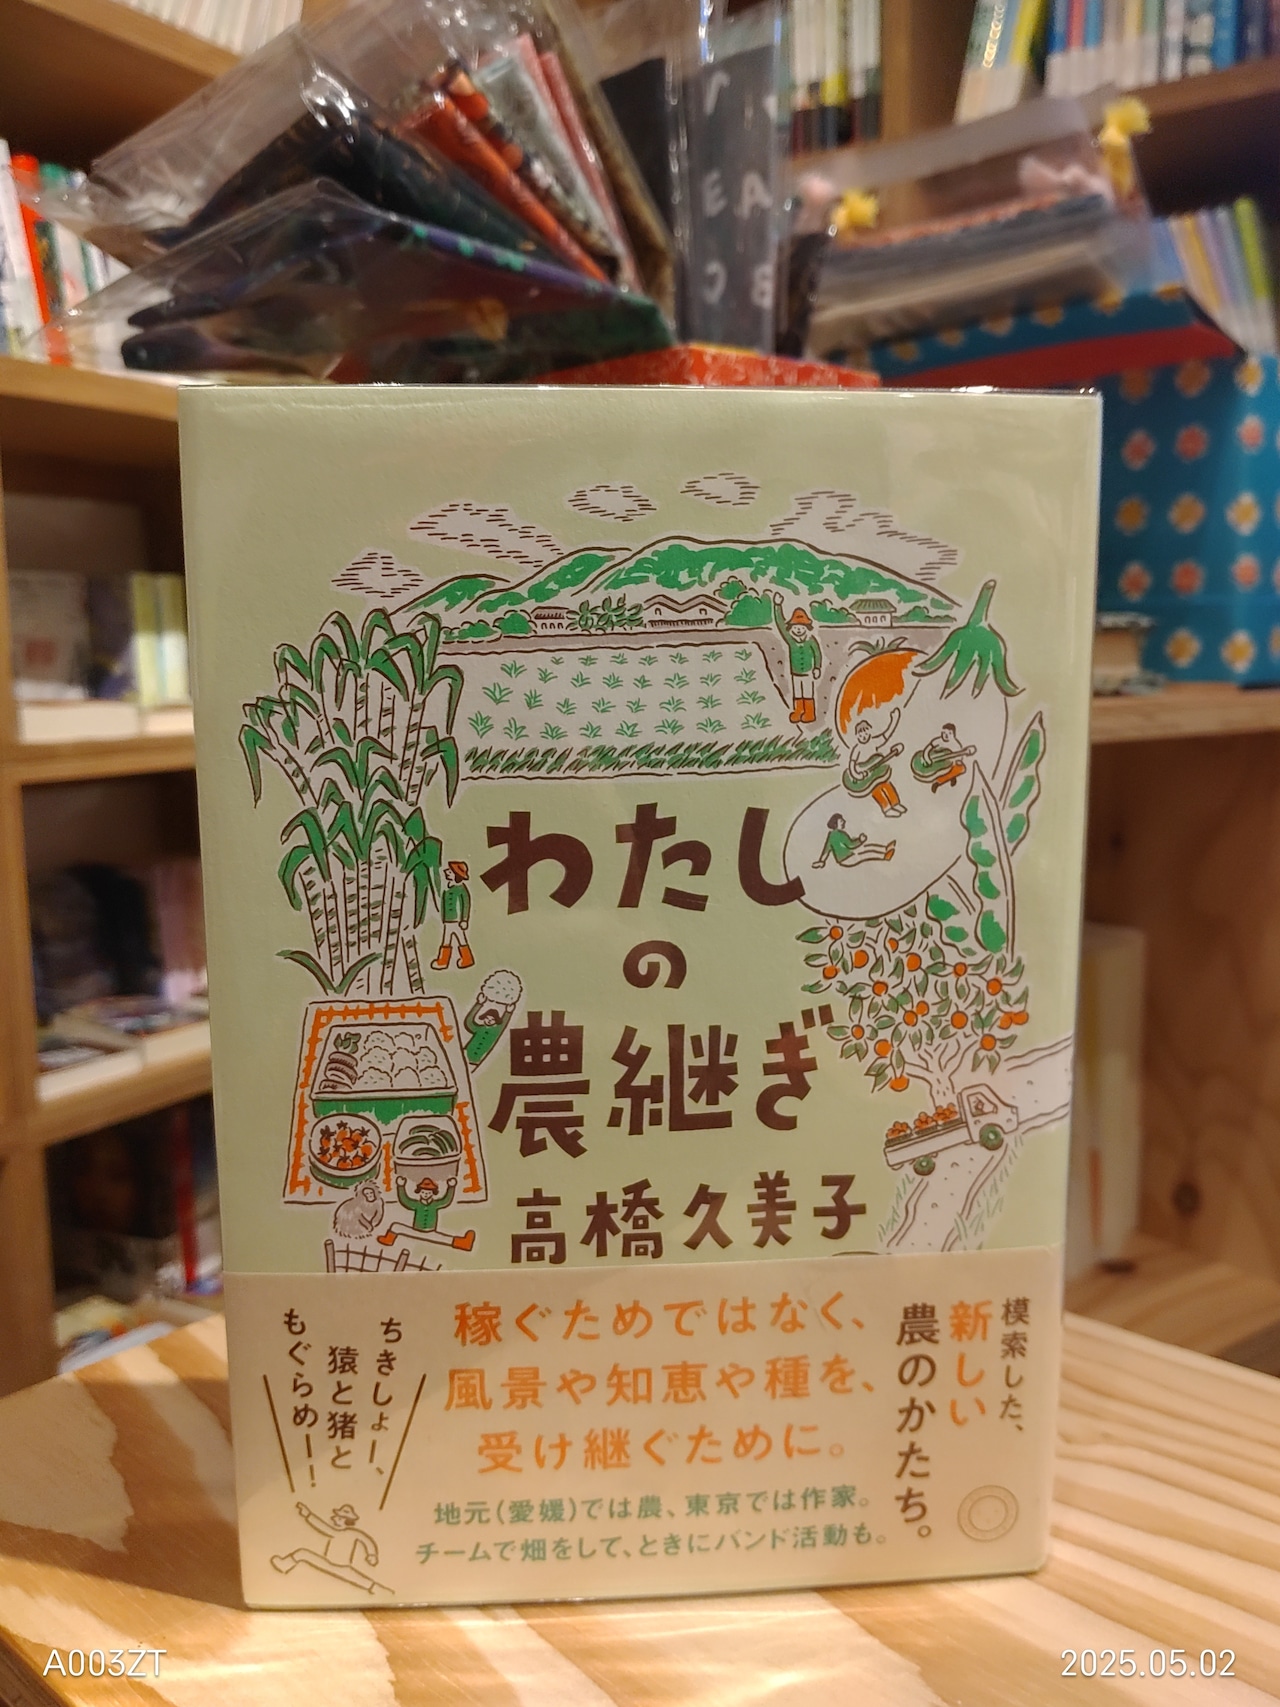 わたし
の
農継ぎ
高橋久美子
模索した、
新しい
農のかたち。
稼ぐためではなく、
風景や知恵や種を、
受け継ぐために。
地元(愛媛)では農、東京では作家。
チームで畑をして、ときにバンド活動も。
ちきしょー、
猿と猪と
もぐらめー!
A003ZT
2025.05.02